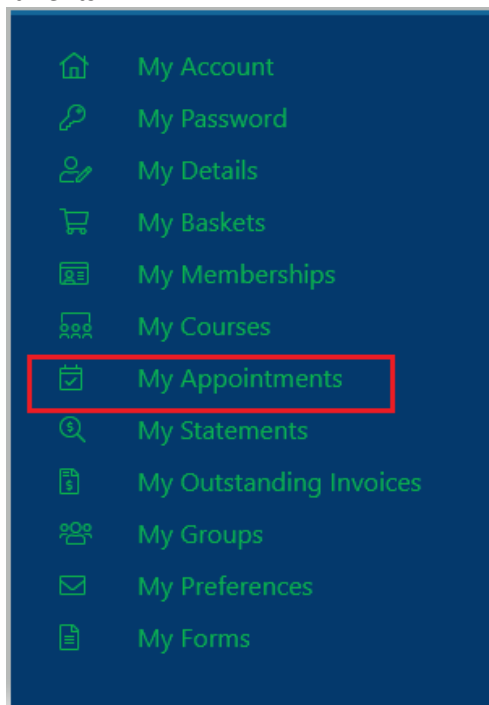 My Account
My Password
My Details
My Baskets
My Memberships
My Courses
My Appointments
My Statements
My Outstanding Invoices
My Groups
My Preferences
My Forms